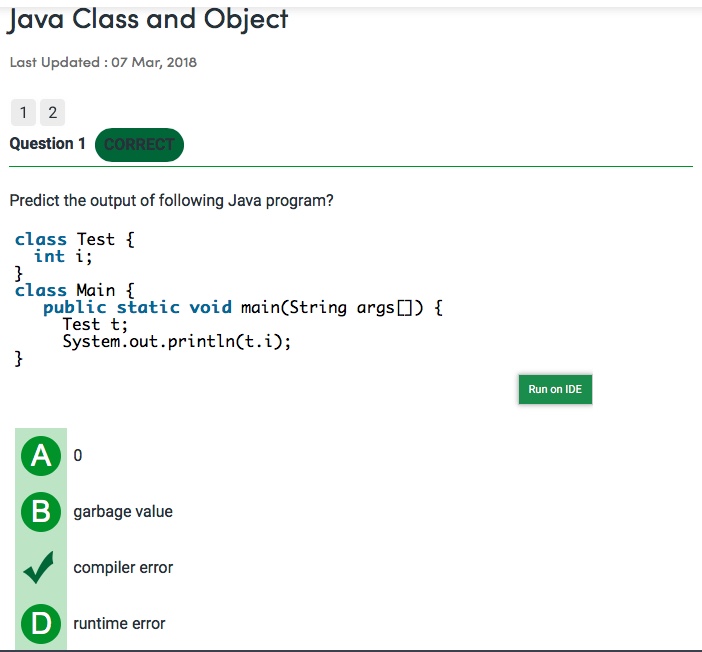 Java Class and Object
Last Updated : 07 Mar, 2018
1 2
Question 1 CORRECT
Predict the output of following Java program?
class Test {
int i;
}
class Main {
public static void main(String args[]) {
Test t;
System.out.println(t.i);
}
Run on IDE
A 0
B garbage value
compiler error
D runtime error